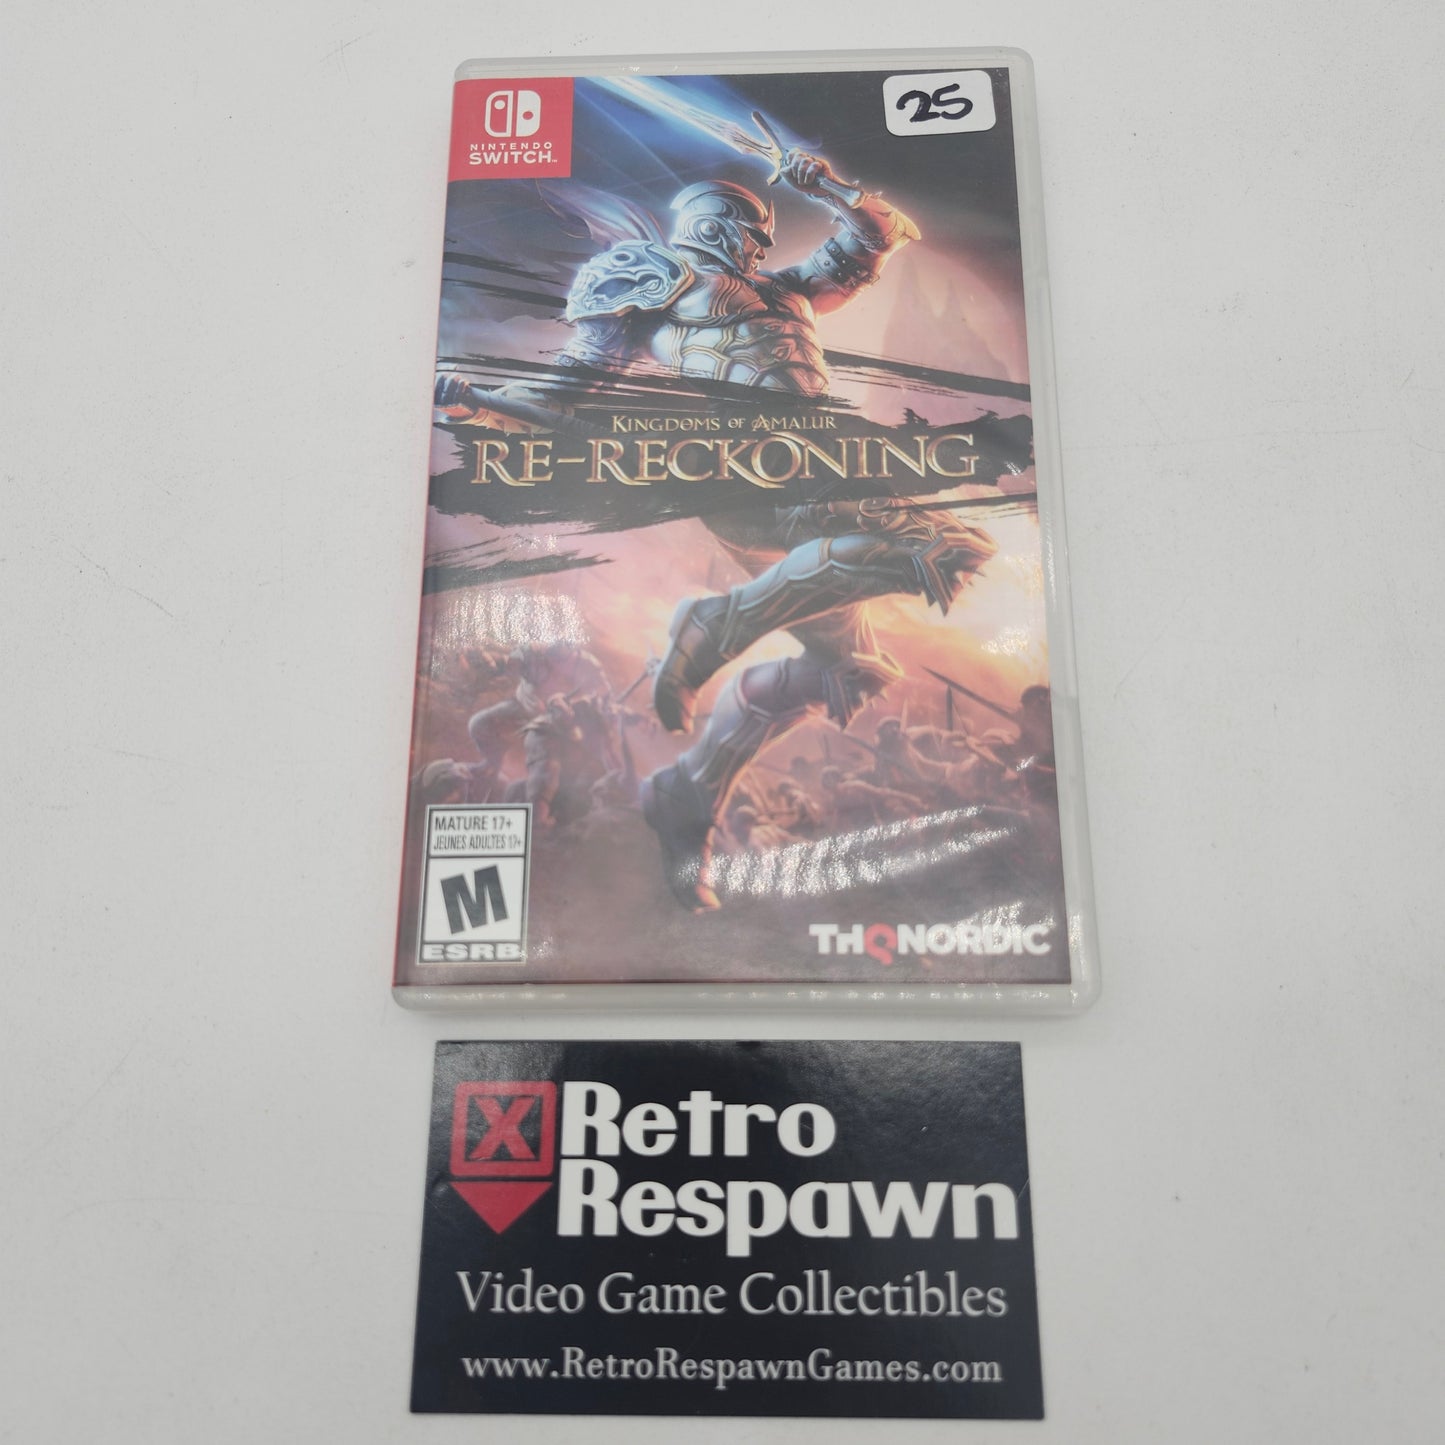 25
NINTENDO
SWITCH™
KINGDOMS OF AMALUR
RE-RECKONING
MATURE 17+
JEUNES ADULTES 17+
M
ESRB
THQNORDIC
X
Retro
Respawn
Video Game Collectibles
www.RetroRespawnGames.com